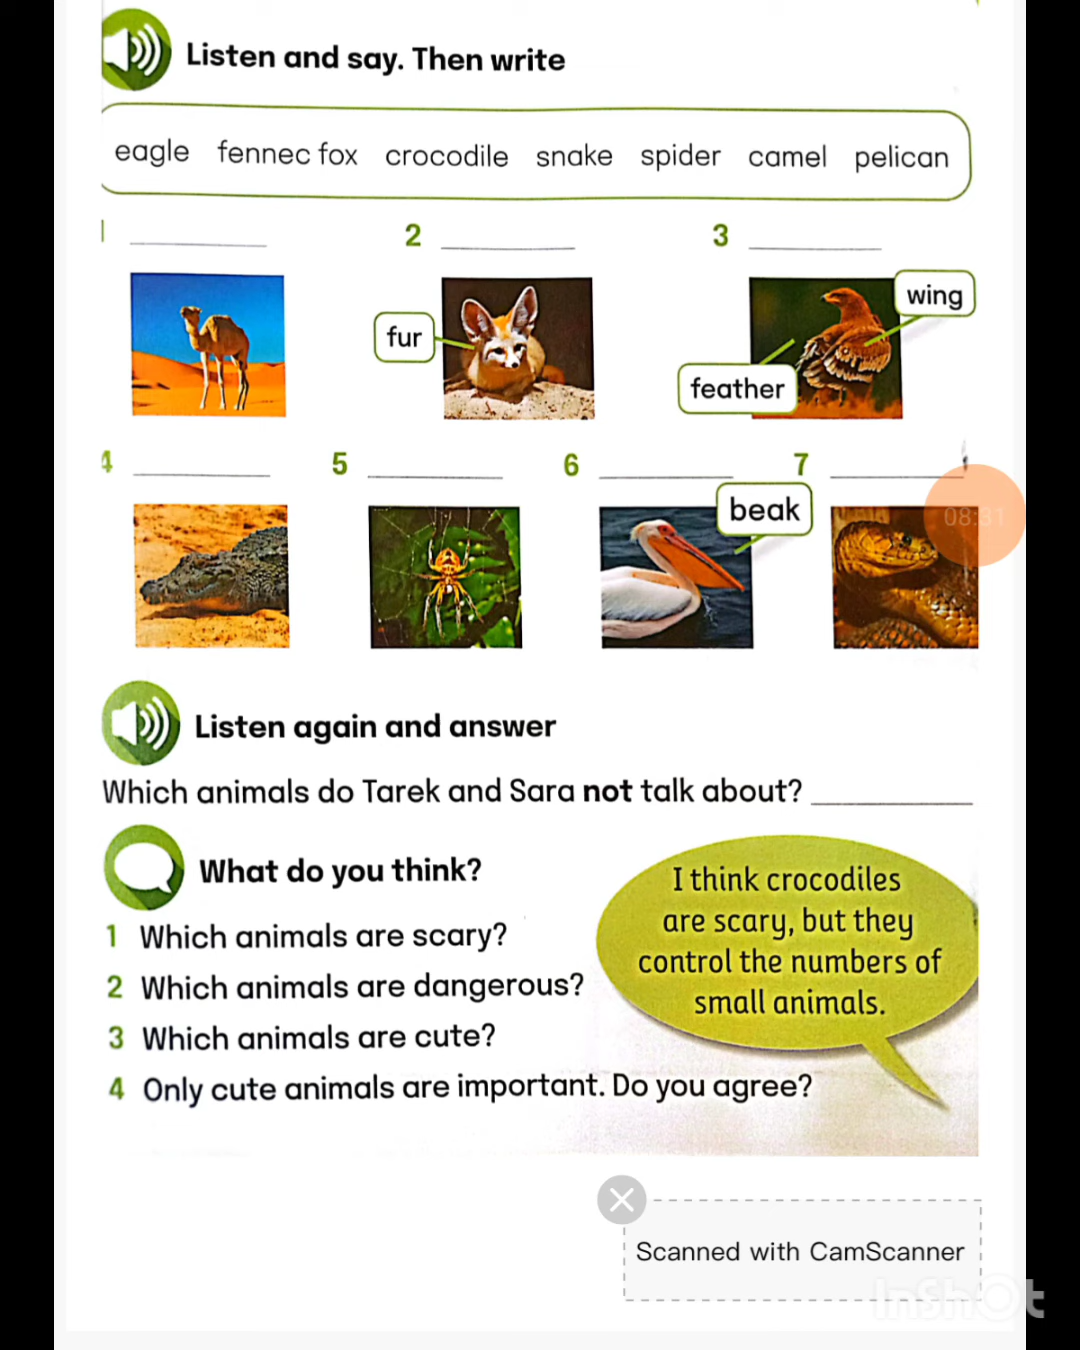 Listen and say. Then write
eagle fennec fox crocodile snake spider camel pelican
1
2
3
fur
feather
wing
4
5
6
7
beak
08:31
Listen again and answer
Which animals do Tarek and Sara not talk about?
What do you think?
1 Which animals are scary?
2 Which animals are dangerous?
3 Which animals are cute?
4 Only cute animals are important. Do you agree?
I think crocodiles
are scary, but they
control the numbers of
small animals.
Scanned with CamScanner
InShOt